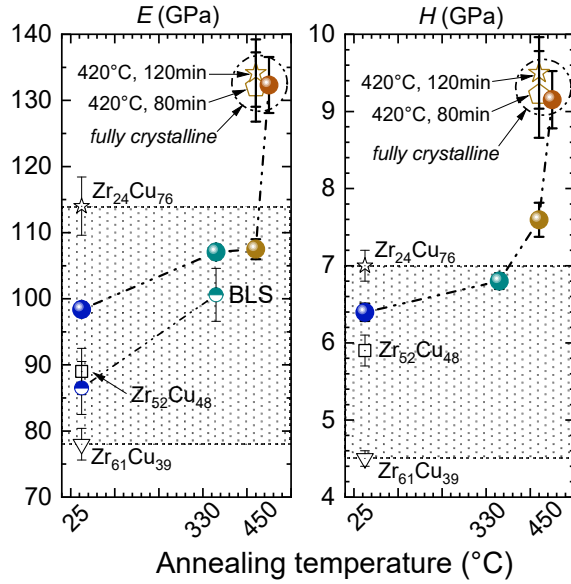 E (GPa)
H (GPa)
140
130
120
110
100
90
80
70
420°C, 120min
420°C, 80min
fully crystalline
Zr₂₄Cu₇₆
BLS
Zr₅₂Cu₄₈
Zr₆₁Cu₃₉
25
330
450
10
9
8
7
6
5
4
420°C, 120min
420°C, 80min
fully crystalline
Zr₂₄Cu₇₆
Zr₅₂Cu₄₈
Zr₆₁Cu₃₉
25
330
450
Annealing temperature (°C)